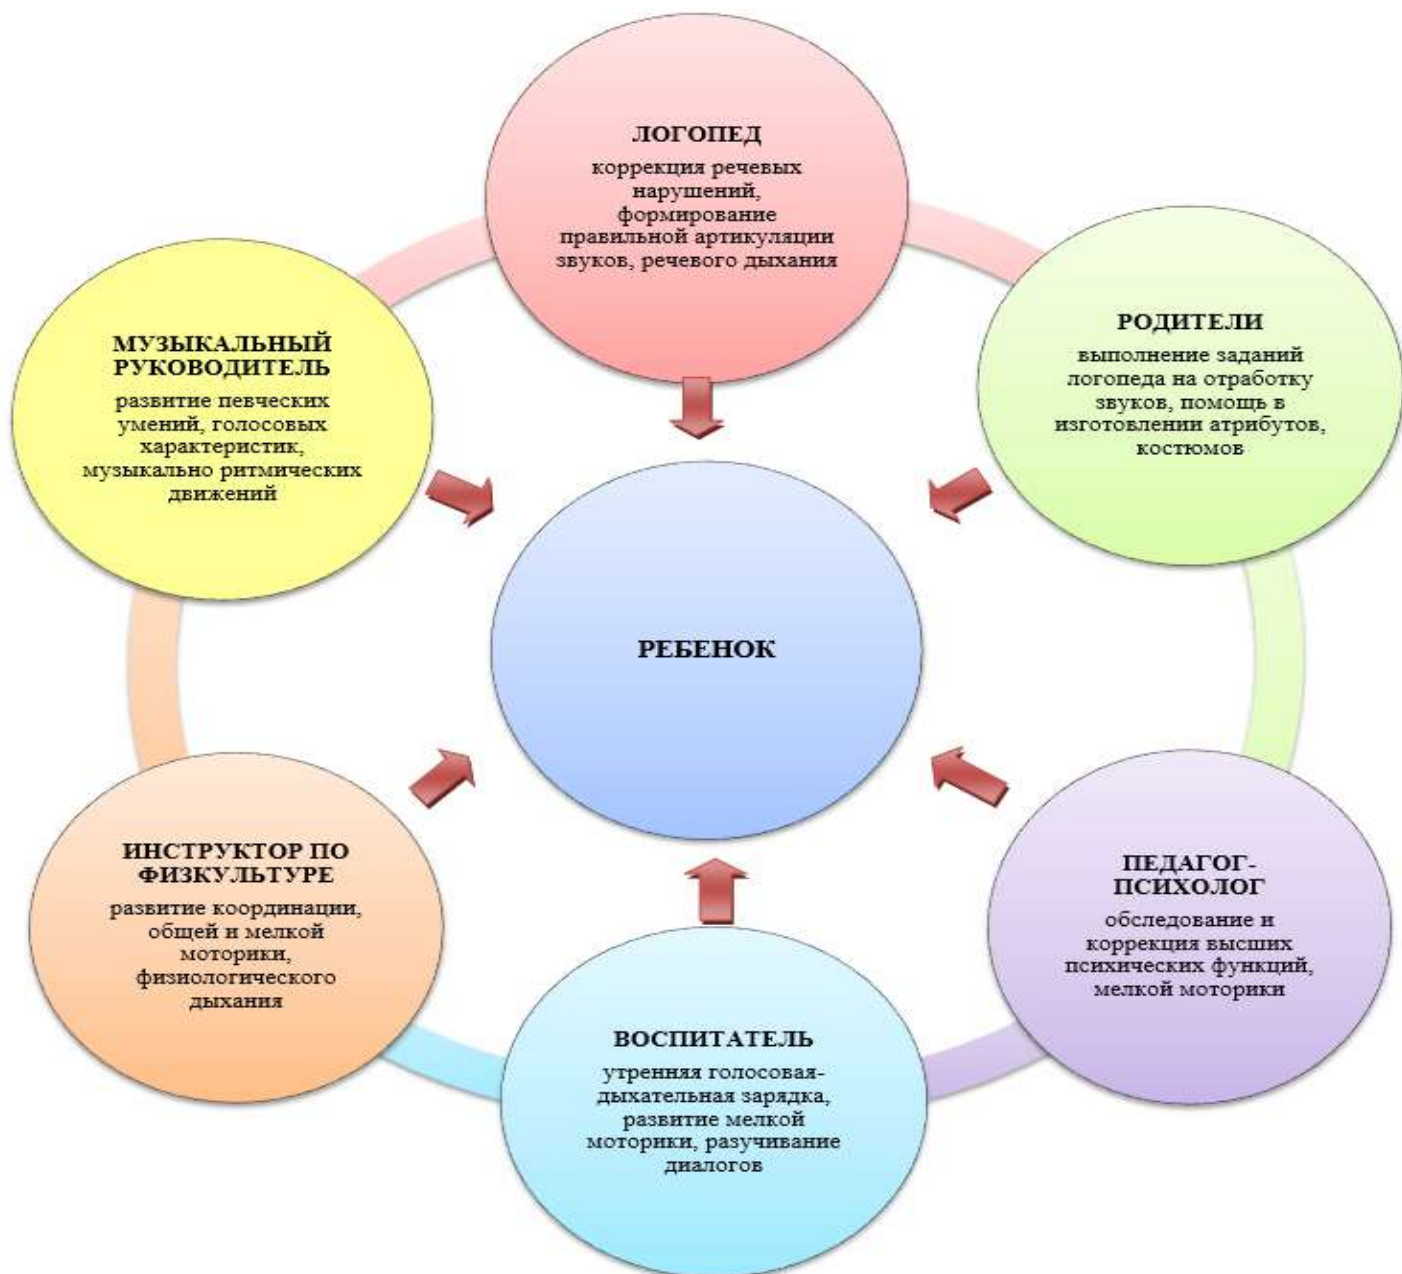 ЛОГОПЕД
коррекция речевых
нарушений,
формирование
правильной артикуляции
звуков, речевого дыхания
РОДИТЕЛИ
выполнение заданий
логопеда на отработку
звуков, помощь в
изготовлении атрибутов,
костюмов
МУЗЫКАЛЬНЫЙ
РУКОВОДИТЕЛЬ
развитие певческих
умений, голосовых
характеристик,
музыкально ритмических
движений
РЕБЕНОК
ИНСТРУКТОР ПО
ФИЗКУЛЬТУРЕ
развитие координации,
общей и мелкой
моторики,
физиологического
дыхания
ПЕДАГОГ-
ПСИХОЛОГ
обследование и
коррекция высших
психических функций,
мелкой моторики
ВОСПИТАТЕЛЬ
утренняя голосовая-
дыхательная зарядка,
развитие мелкой
моторики, разучивание
диалогов